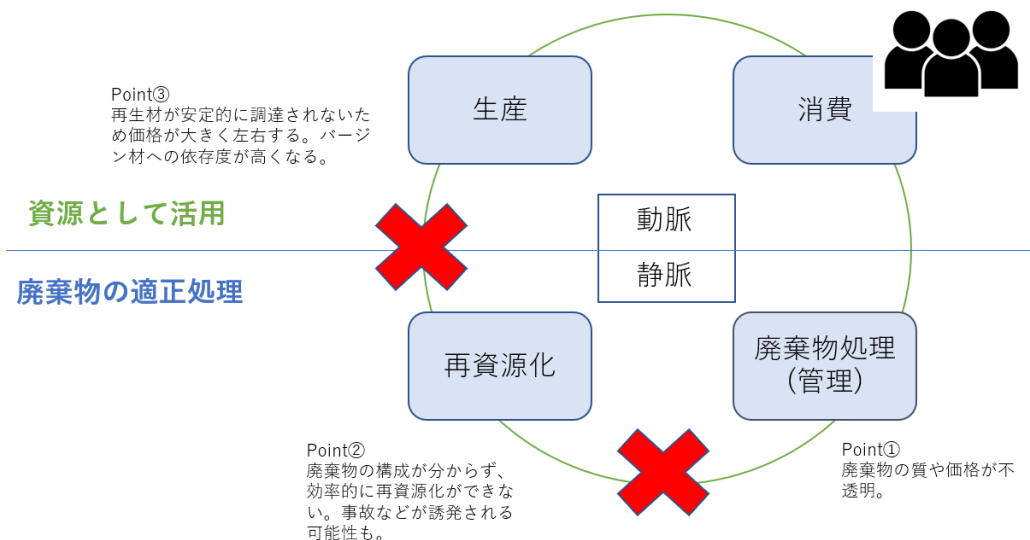 生産
消費
Point③
再生材が安定的に調達されないた
め価格が大きく左右する。バージ
ン材への依存度が高くなる。
資源として活用
動脈
静脈
廃棄物の適正処理
再資源化
廃棄物処理
(管理)
Point②
廃棄物の構成が分からず、
効率的に再資源化ができな
い。事故などが誘発される
可能性も。
Point①
廃棄物の質や価格が不
透明。